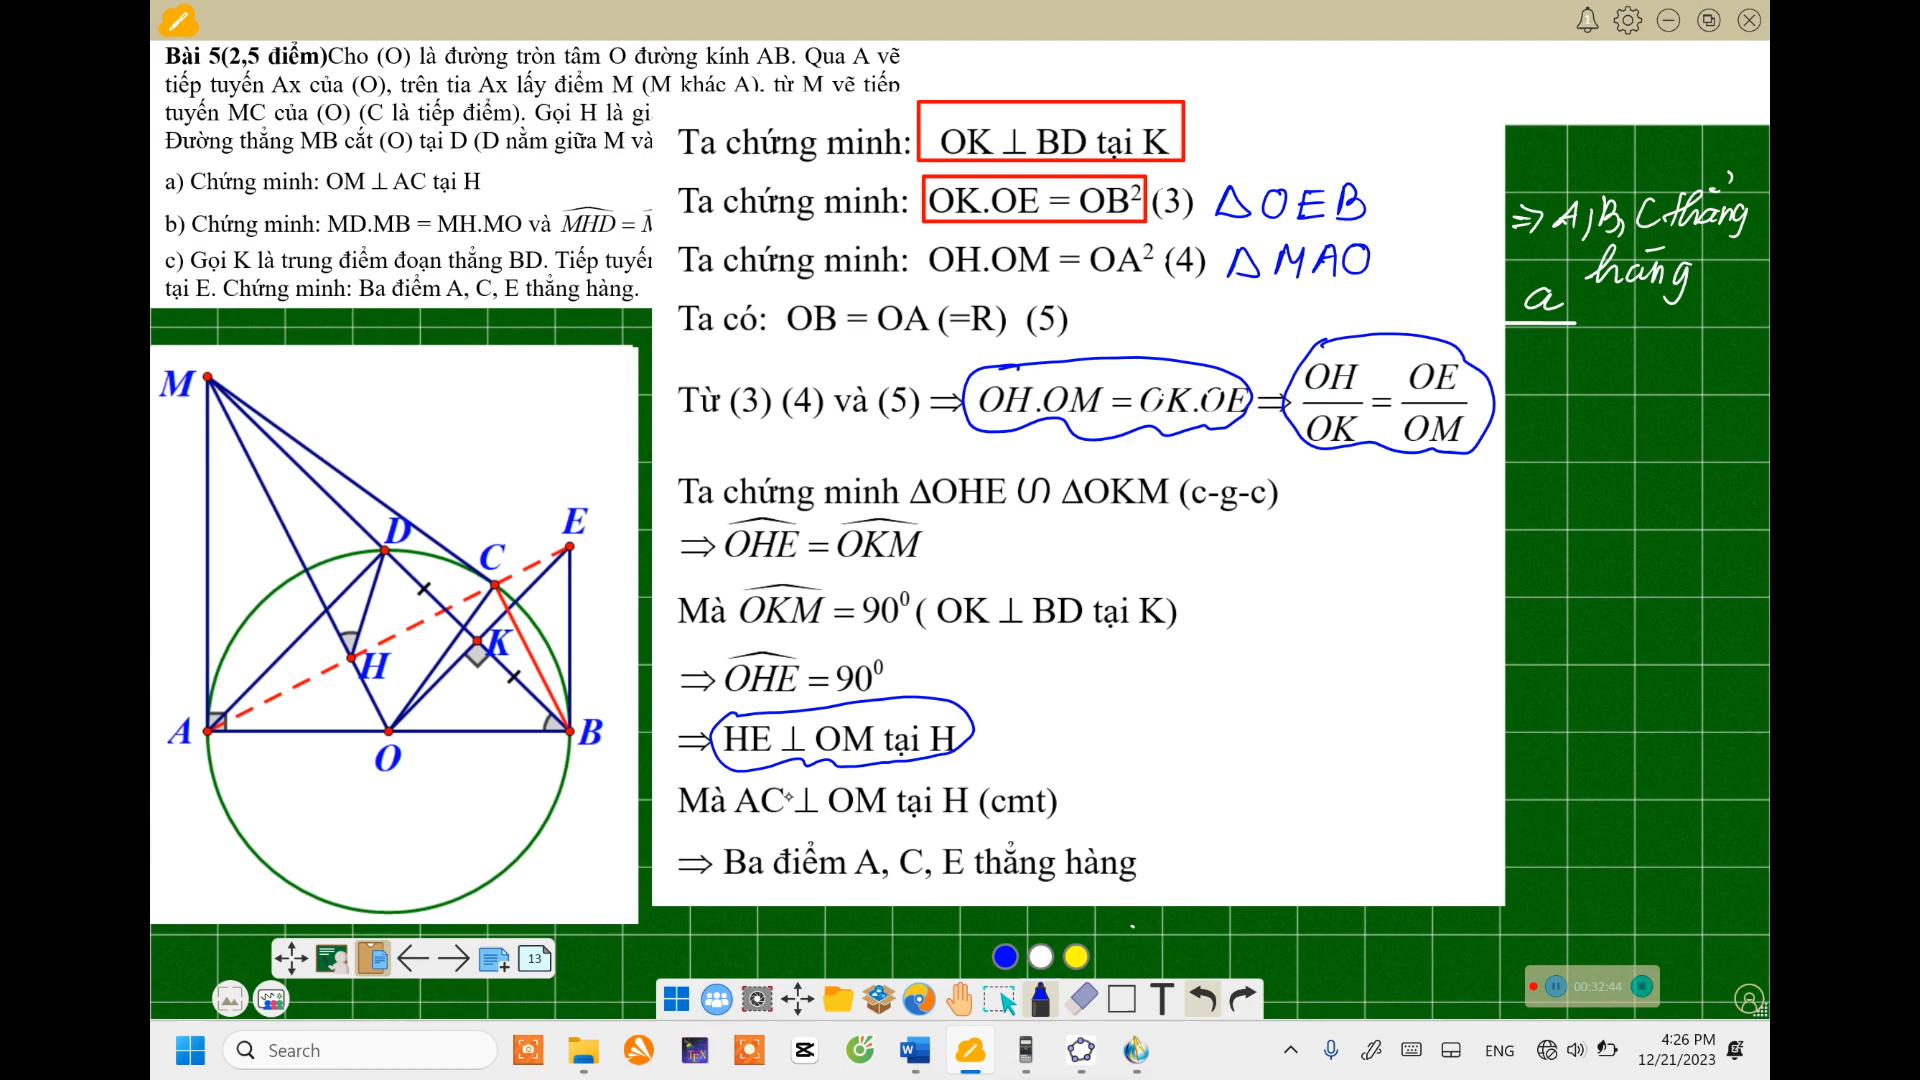 Bài 5(2,5 điểm)Cho (O) là đường tròn tâm O đường kính AB. Qua A vẽ
tiếp tuyến Ax của (O), trên tia Ax lấy điểm M (M khác A), từ M vẽ tiếp
tuyến MC của (O) (C là tiếp điểm). Gọi H là
Đường thẳng MB cắt (O) tại D (D nằm giữa M và
a) Chứng minh: OM ⊥ AC tại H
b) Chứng minh: MD.MB = MH.MO và MHD =
c) Gọi K là trung điểm đoạn thẳng BD. Tiếp
tại E. Chứng minh: Ba điểm A, C, E thẳng hàng.
Ta chứng minh: OK ⊥ BD tại K
Ta chứng minh: OK.OE = OB² (3) Δ OEB
Ta chứng minh: OH.OM = OA² (4) Δ MAO
Ta có: OB = OA (=R) (5)
Từ (3) (4) và (5) ⇒ OH.OM = OK.OE ⇒ OH/OK = OE/OM
Ta chứng minh ΔOHE ᔕ ΔOKM (c-g-c)
⇒ OHE = OKM
Mà OKM = 90⁰ ( OK ⊥ BD tại K)
⇒ OHE = 90⁰
⇒ HE ⊥ OM tại H
Mà AC ⊥ OM tại H (cmt)
⇒ Ba điểm A, C, E thẳng hàng
⇒ A, B, C thẳng
hàng
a
M
D
E
C
K
H
A
O
B
13
00:32:44
Search
ENG
4:26 PM
12/21/2023